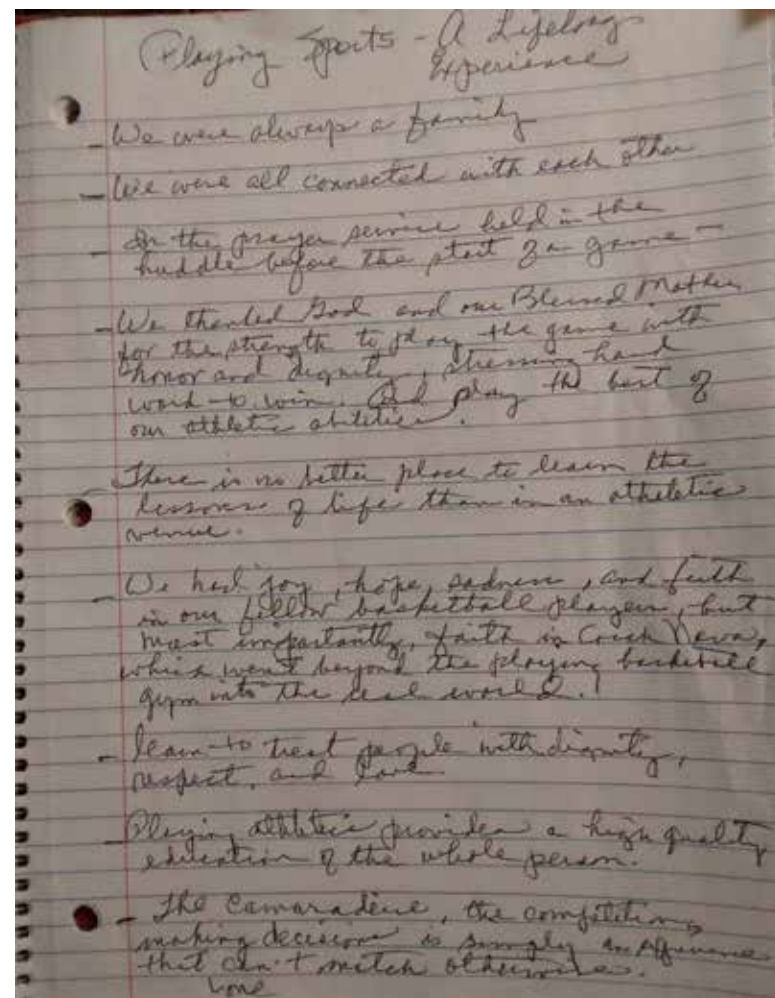 Playing Sports - A Lifelong
Experience
- We were always a family
- We were all connected with each other
- In the prayer service held in the
huddle before the start of a game -
- We thanked God and our Blessed Mother
for the strength to play the game with
honor and dignity, stressing hard
work to win. And play the best of
our athletic abilities.
- There is no better place to learn the
lessons of life than in an athletic
venue.
- We had joy, hope, sadness, and faith
in our fellow basketball players, but
most importantly, faith in Coach
which went beyond the playing basketball
gym into the real world.
- learn to treat people with dignity,
respect, and love
- Playing athletics provides a high quality
education of the whole person.
- The camaraderie, the competition,
making decisions is simply an
that can't match otherwise.